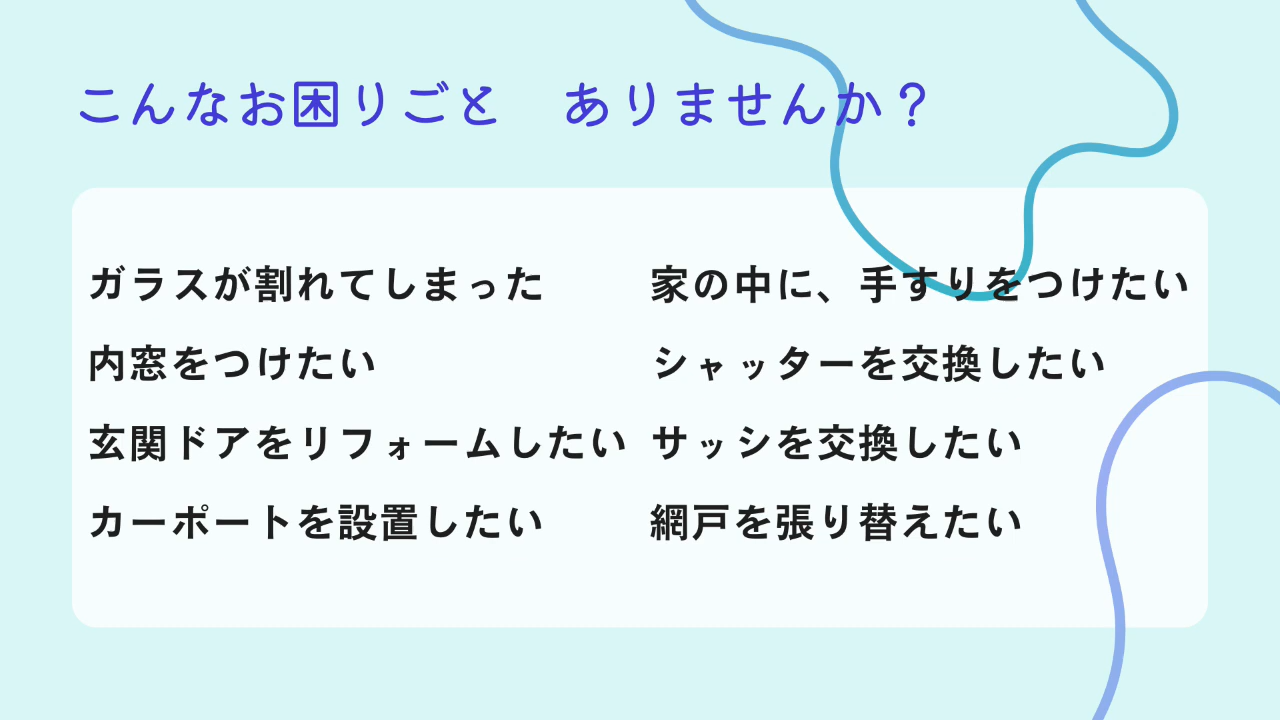 こんなお困りごと　ありませんか？
ガラスが割れてしまった
内窓をつけたい
玄関ドアをリフォームしたい
カーポートを設置したい
家の中に、手すりをつけたい
シャッターを交換したい
サッシを交換したい
網戸を張り替えたい